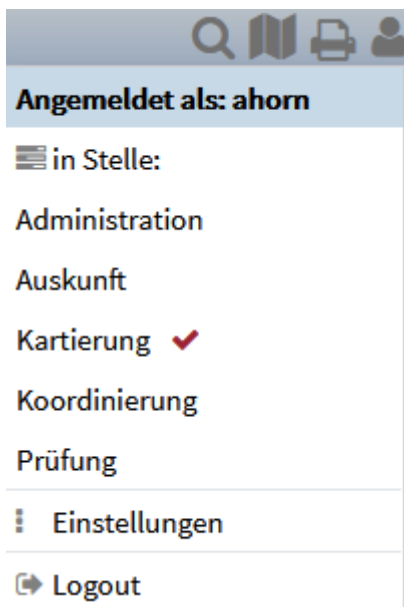 Angemeldet als: ahorn
in Stelle:
Administration
Auskunft
Kartierung
Koordinierung
Prüfung
Einstellungen
Logout